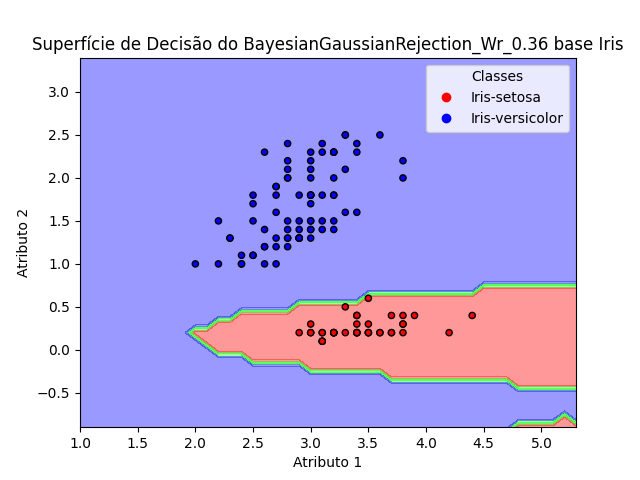 Superfície de Decisão do BayesianGaussianRejection_Wr_0.36 base Iris
Classes
Iris-setosa
Iris-versicolor
3.0
2.5
2.0
1.5
1.0
0.5
0.0
−0.5
Atributo 2
1.0 1.5 2.0 2.5 3.0 3.5 4.0 4.5 5.0
Atributo 1